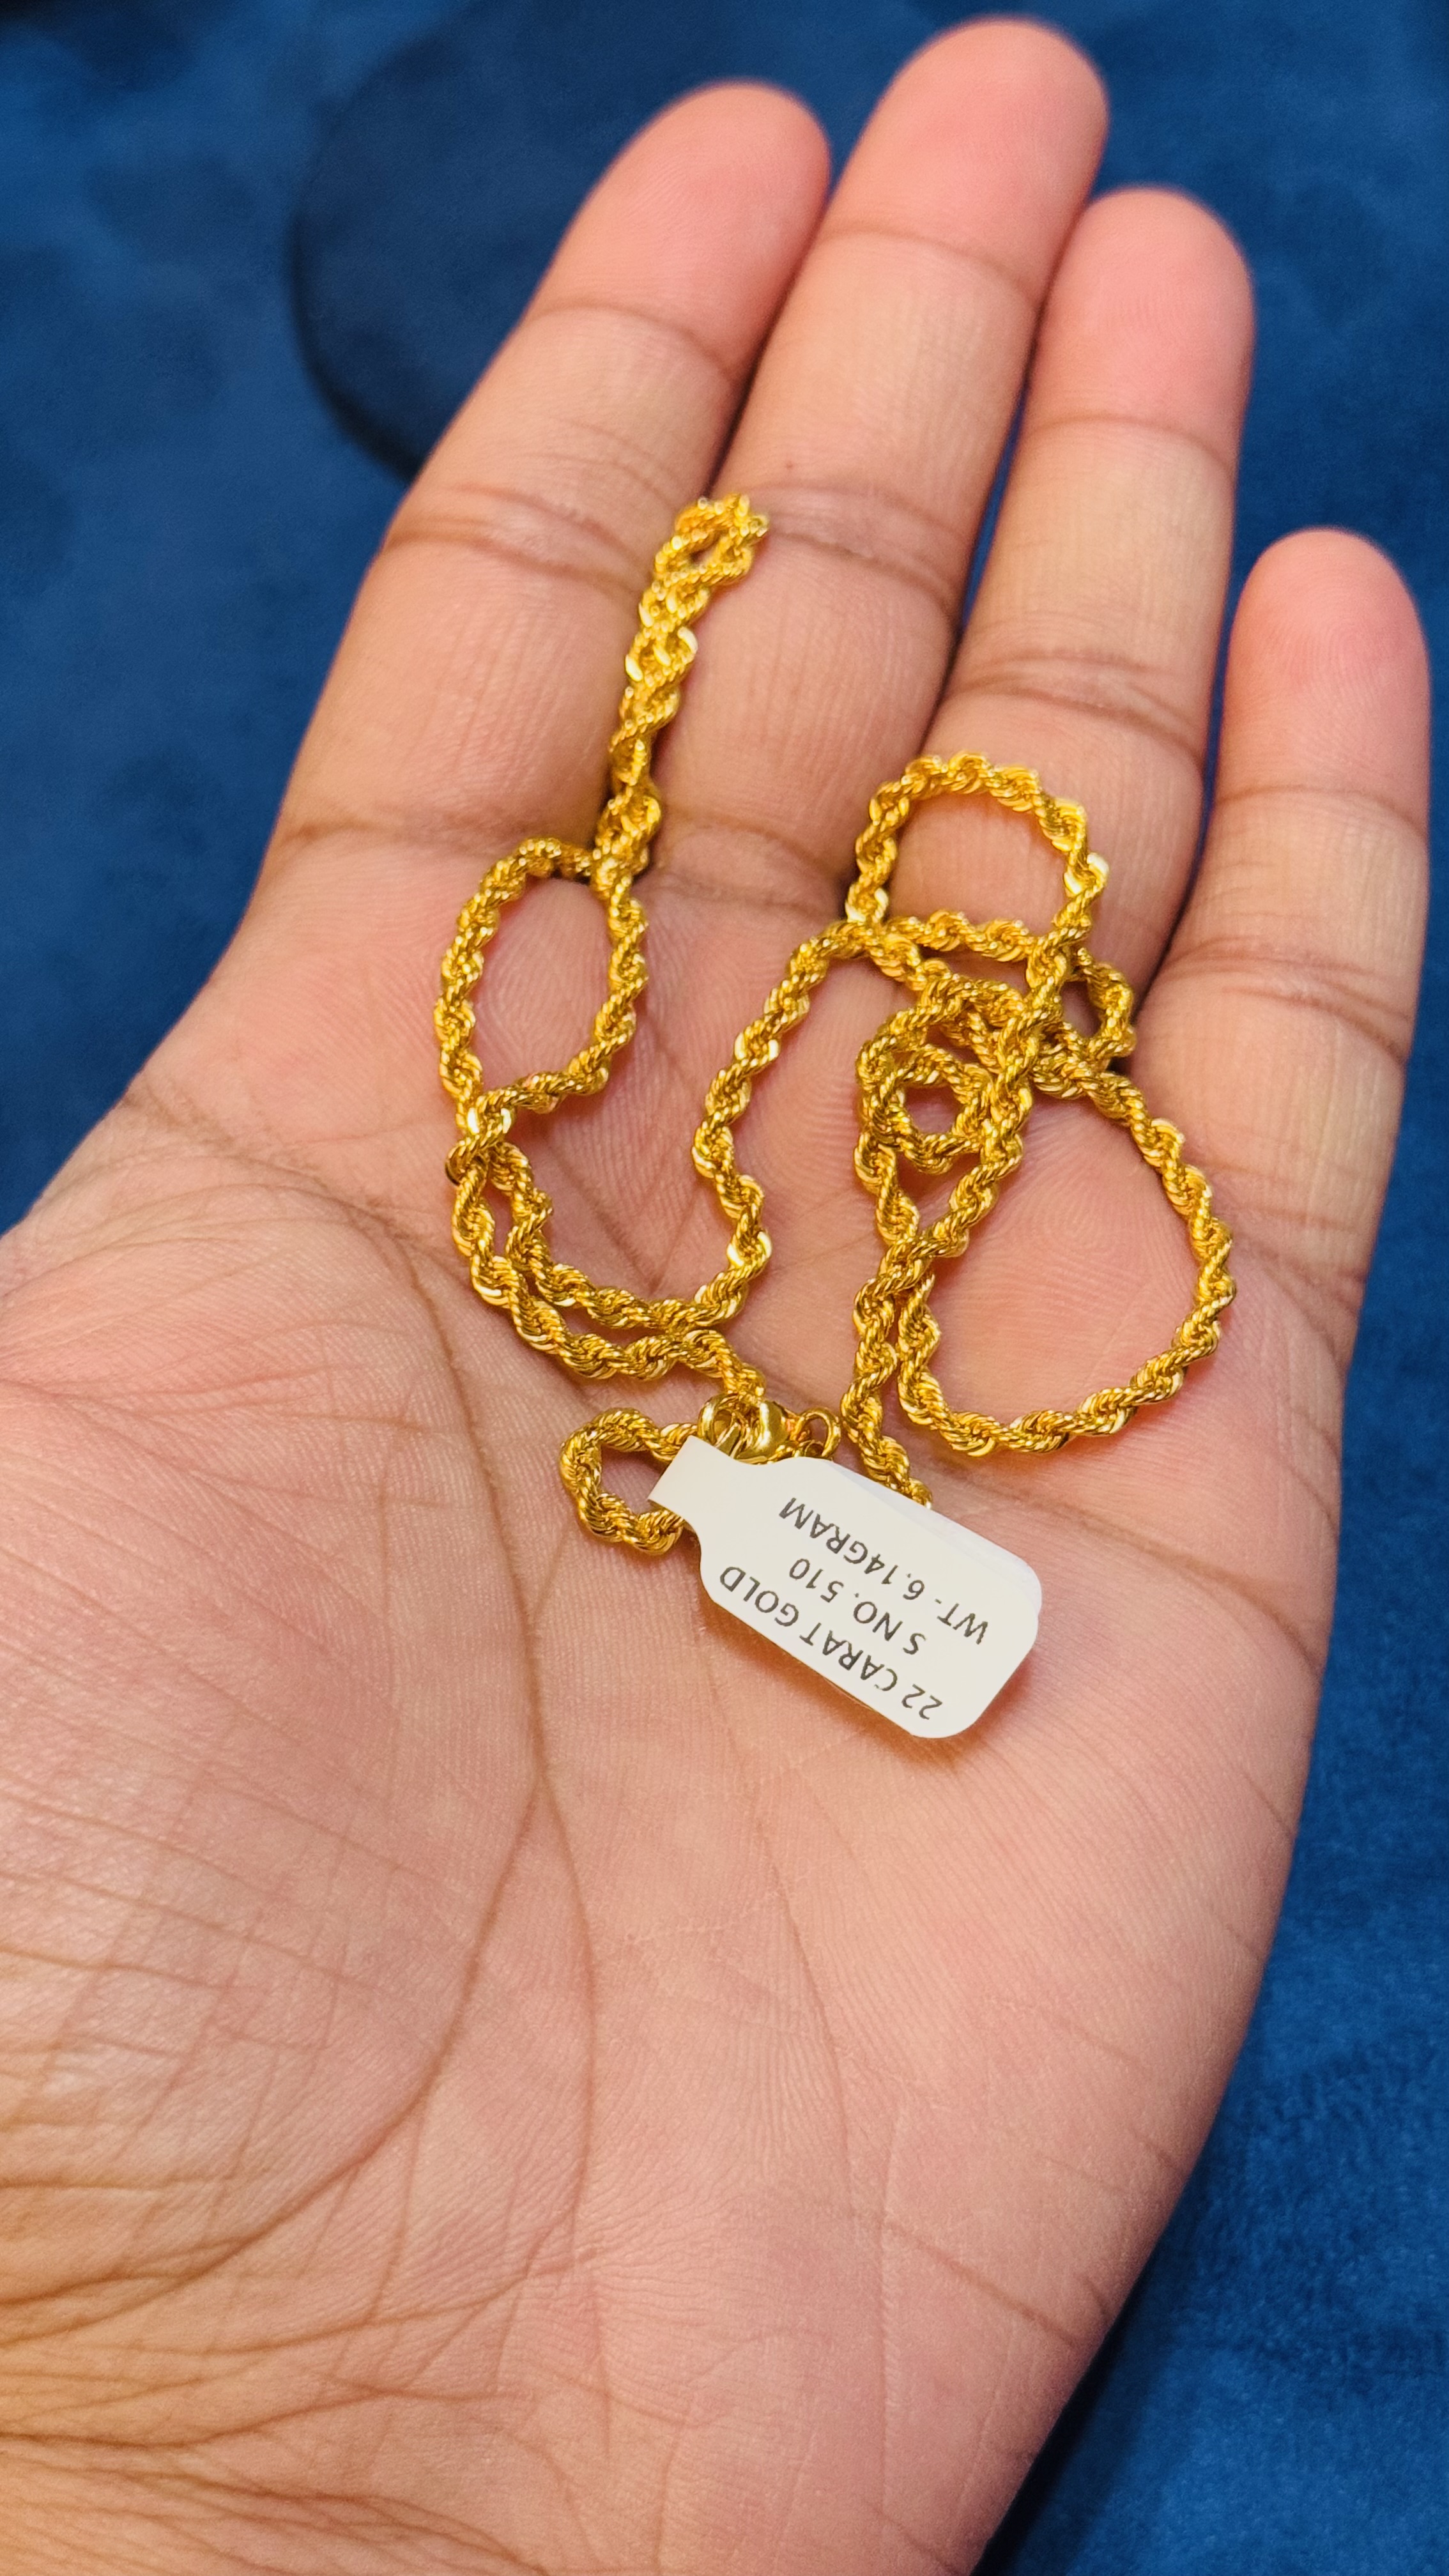 22 CARAT GOLD
S NO. 510
WT - 6.14GRAM